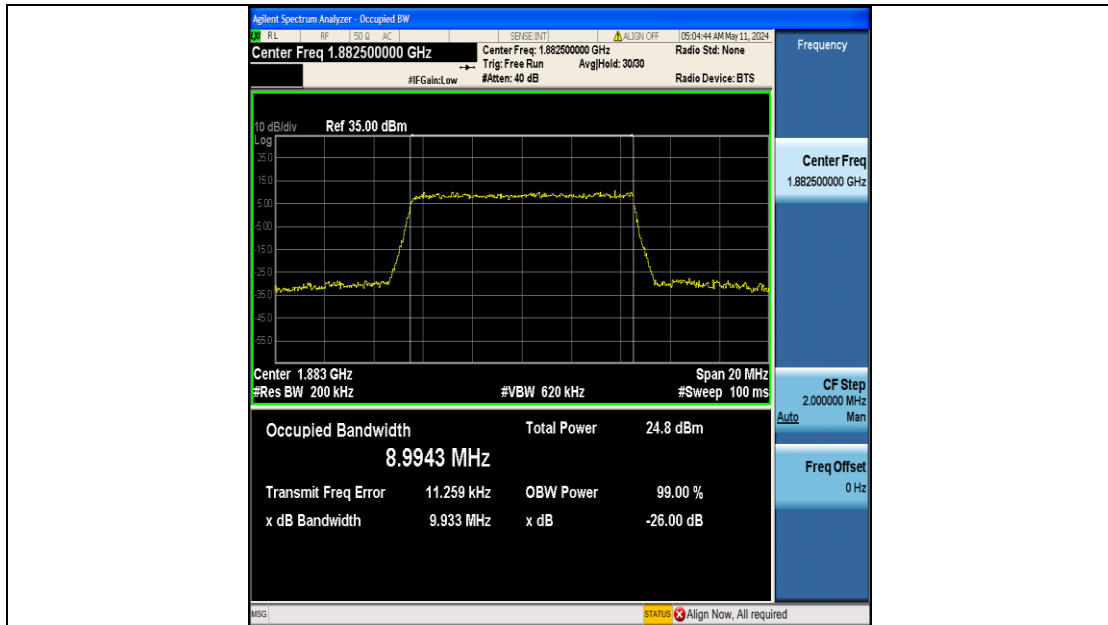 Agilent Spectrum Analyzer - Occupied BW
RL RF 50 Ω AC SENSE:INT ALIGN OFF 05:04:44 AM May 11, 2024
Center Freq 1.882500000 GHz
Center Freq: 1.882500000 GHz Radio Std: None
Trig: Free Run Avg|Hold: 30/30
#IFGain:Low #Atten: 40 dB Radio Device: BTS
Frequency
10 dB/div Ref 35.00 dBm
Log
25.0
15.0
5.00
-5.00
-15.0
-25.0
-35.0
-45.0
-55.0
Center 1.883 GHz Span 20 MHz
#Res BW 200 kHz #VBW 620 kHz #Sweep 100 ms
Occupied Bandwidth Total Power 24.8 dBm
8.9943 MHz
Transmit Freq Error 11.259 kHz OBW Power 99.00 %
x dB Bandwidth 9.933 MHz x dB -26.00 dB
Center Freq
1.882500000 GHz
CF Step
2.000000 MHz
Auto Man
Freq Offset
0 Hz
MSG STATUS Align Now, All required